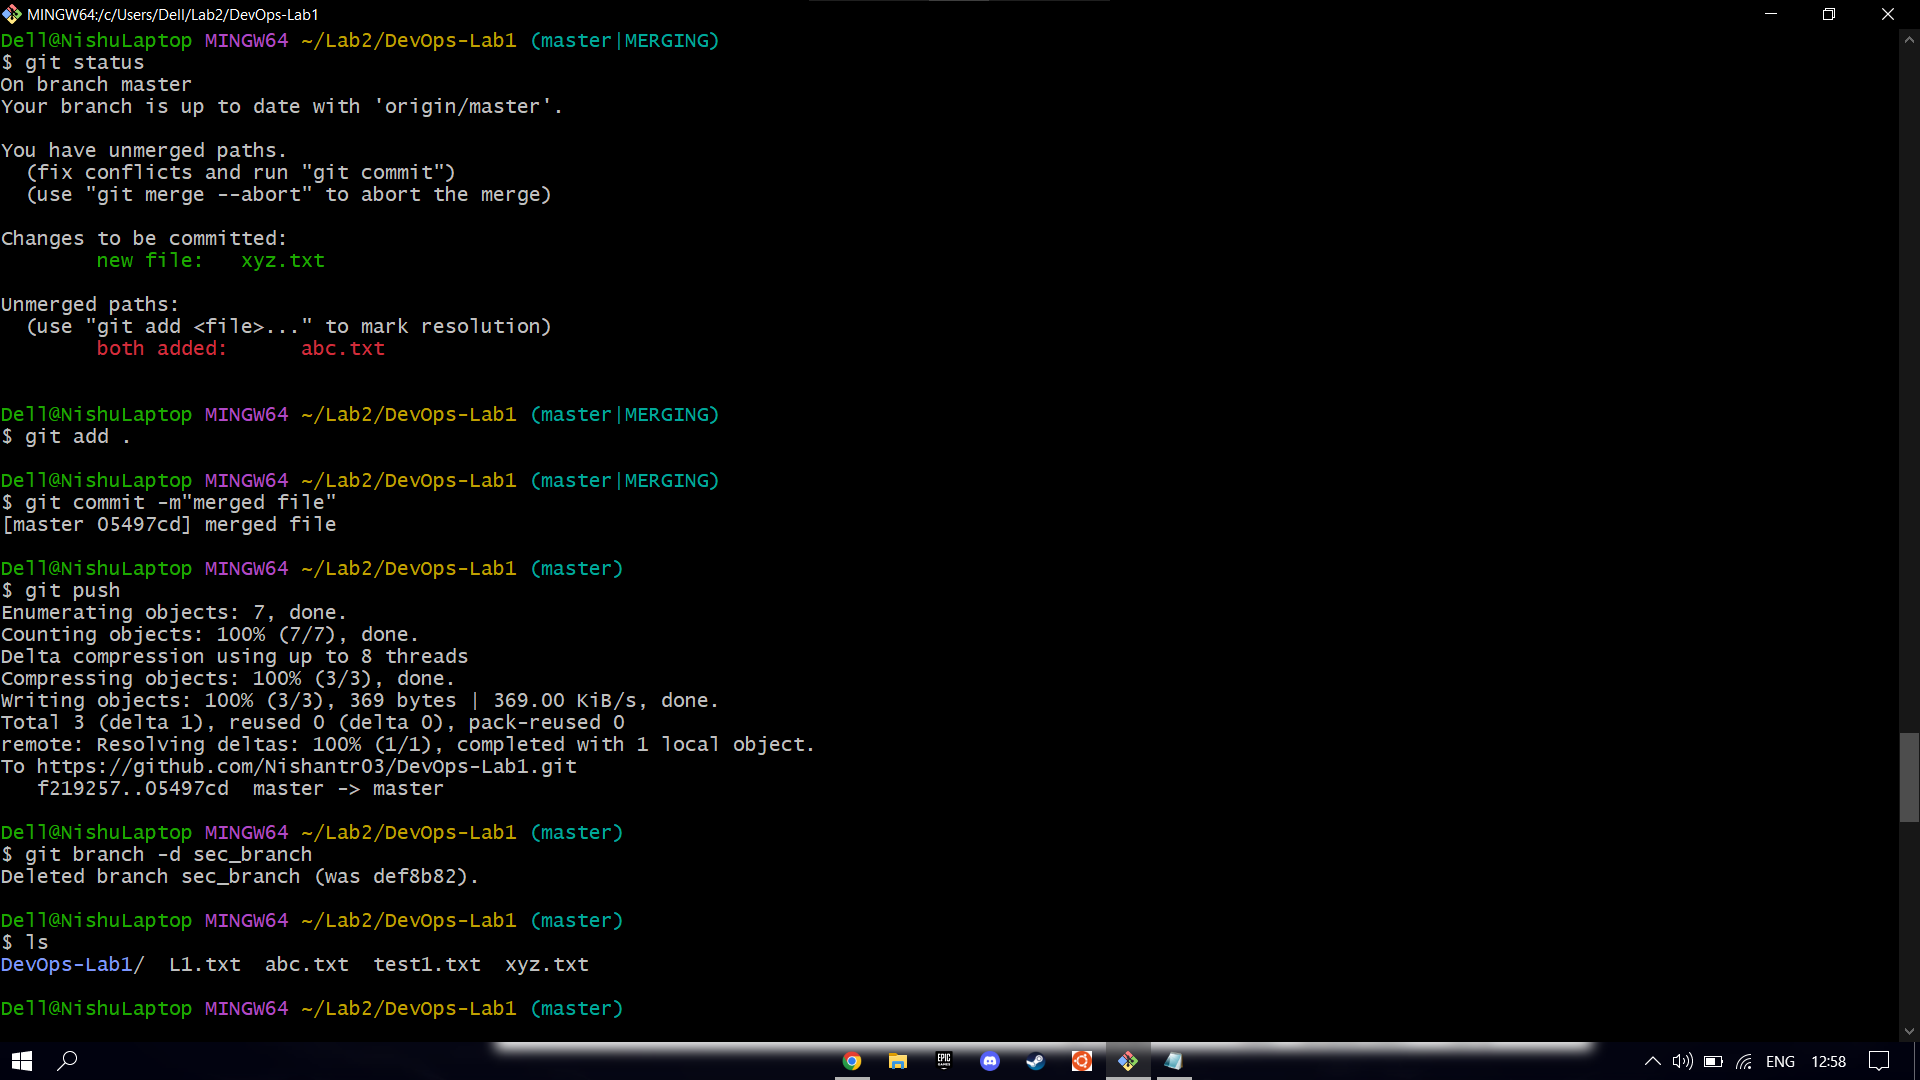 MINGW64:/c/Users/Dell/Lab2/DevOps-Lab1
Dell@NishuLaptop MINGW64 ~/Lab2/DevOps-Lab1 (master|MERGING)
$ git status
On branch master
Your branch is up to date with 'origin/master'.
You have unmerged paths.
  (fix conflicts and run "git commit")
  (use "git merge --abort" to abort the merge)
Changes to be committed:
        new file:   xyz.txt
Unmerged paths:
  (use "git add <file>..." to mark resolution)
        both added:      abc.txt
Dell@NishuLaptop MINGW64 ~/Lab2/DevOps-Lab1 (master|MERGING)
$ git add .
Dell@NishuLaptop MINGW64 ~/Lab2/DevOps-Lab1 (master|MERGING)
$ git commit -m"merged file"
[master 05497cd] merged file
Dell@NishuLaptop MINGW64 ~/Lab2/DevOps-Lab1 (master)
$ git push
Enumerating objects: 7, done.
Counting objects: 100% (7/7), done.
Delta compression using up to 8 threads
Compressing objects: 100% (3/3), done.
Writing objects: 100% (3/3), 369 bytes | 369.00 KiB/s, done.
Total 3 (delta 1), reused 0 (delta 0), pack-reused 0
remote: Resolving deltas: 100% (1/1), completed with 1 local object.
To https://github.com/Nishantr03/DevOps-Lab1.git
   f219257..05497cd  master -> master
Dell@NishuLaptop MINGW64 ~/Lab2/DevOps-Lab1 (master)
$ git branch -d sec_branch
Deleted branch sec_branch (was def8b82).
Dell@NishuLaptop MINGW64 ~/Lab2/DevOps-Lab1 (master)
$ ls
DevOps-Lab1/  L1.txt  abc.txt  test1.txt  xyz.txt
Dell@NishuLaptop MINGW64 ~/Lab2/DevOps-Lab1 (master)
EPIC
GAMES
ENG
12:58